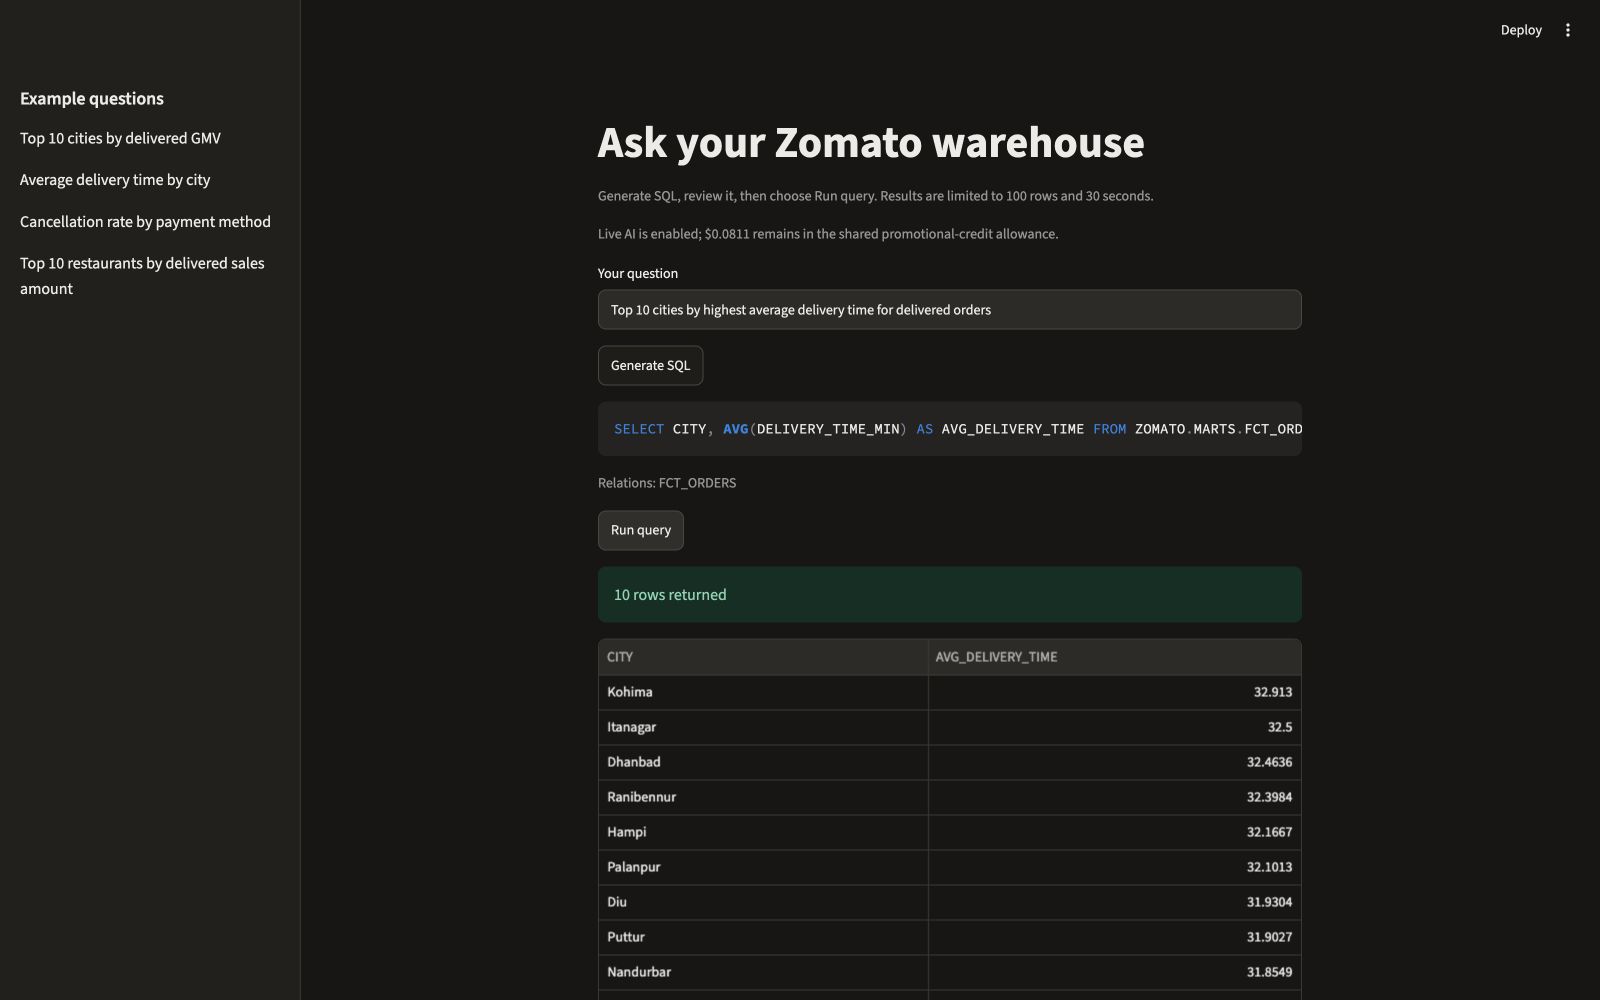 Deploy
Example questions
Top 10 cities by delivered GMV
Average delivery time by city
Cancellation rate by payment method
Top 10 restaurants by delivered sales
amount
Ask your Zomato warehouse
Generate SQL, review it, then choose Run query. Results are limited to 100 rows and 30 seconds.
Live AI is enabled; $0.0811 remains in the shared promotional-credit allowance.
Your question
Top 10 cities by highest average delivery time for delivered orders
Generate SQL
SELECT CITY, AVG(DELIVERY_TIME_MIN) AS AVG_DELIVERY_TIME FROM ZOMATO.MARTS.FCT_ORD
Relations: FCT_ORDERS
Run query
10 rows returned
CITY AVG_DELIVERY_TIME
Kohima 32.913
Itanagar 32.5
Dhanbad 32.4636
Ranibennur 32.3984
Hampi 32.1667
Palanpur 32.1013
Diu 31.9304
Puttur 31.9027
Nandurbar 31.8549